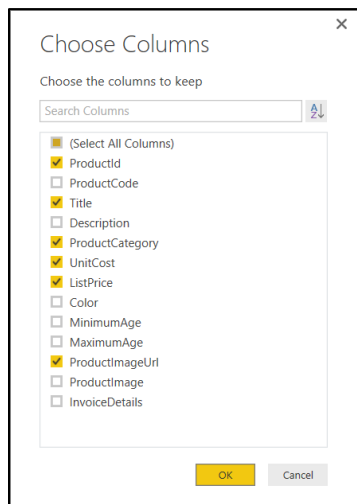 Choose Columns
Choose the columns to keep
Search Columns
(Select All Columns)
ProductId
ProductCode
Title
Description
ProductCategory
UnitCost
ListPrice
Color
MinimumAge
MaximumAge
ProductImageUrl
ProductImage
InvoiceDetails
OK Cancel